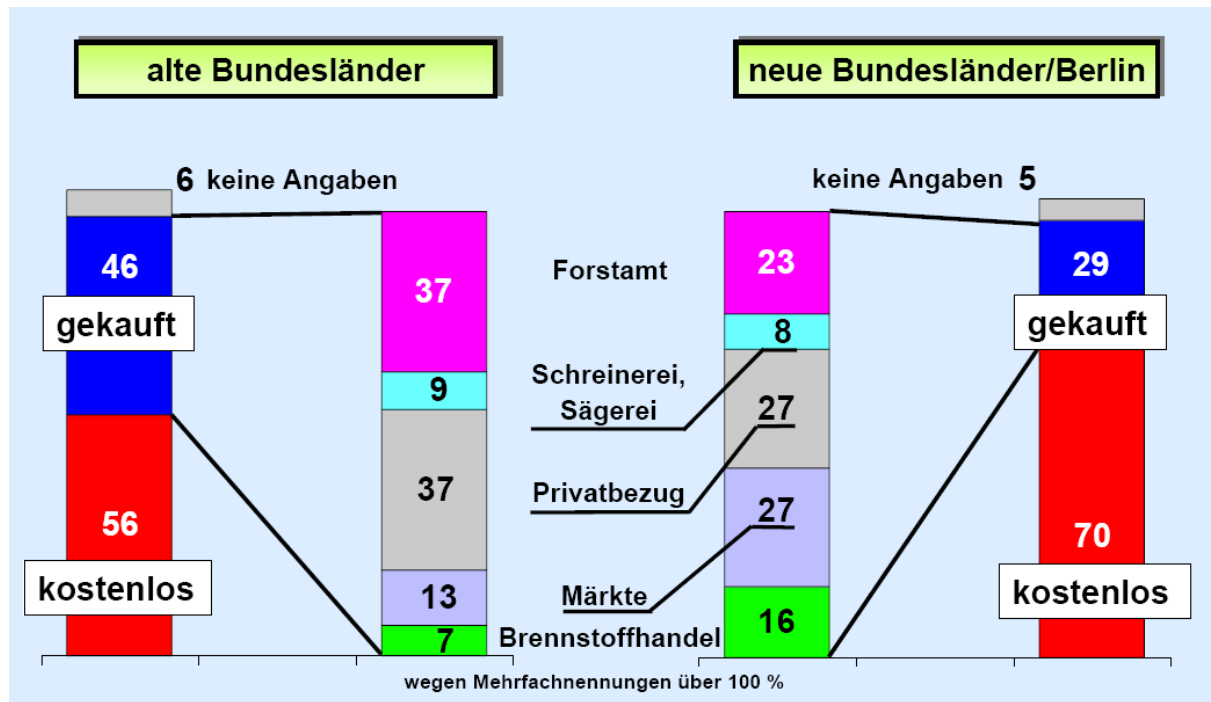 alte Bundesländer
neue Bundesländer/Berlin
6 keine Angaben
keine Angaben 5
46
gekauft
56
kostenlos
37
9
37
13
7
Forstamt
Schreinerei,
Sägerei
Privatbezug
Märkte
Brennstoffhandel
23
8
27
27
16
29
gekauft
70
kostenlos
wegen Mehrfachnennungen über 100 %